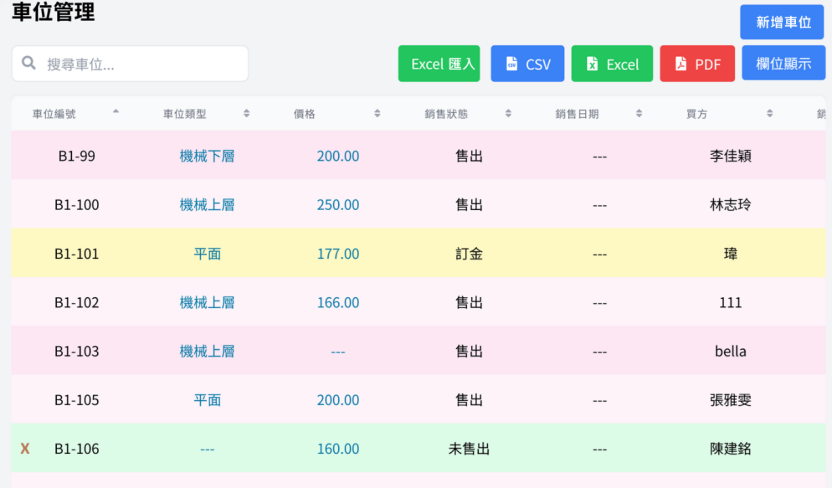 車位管理
新增車位
搜尋車位... Excel 匯入 CSV Excel PDF 欄位顯示
車位編號 車位類型 價格 銷售狀態 銷售日期 買方
B1-99 機械下層 200.00 售出 --- 李佳穎
B1-100 機械上層 250.00 售出 --- 林志玲
B1-101 平面 177.00 訂金 --- 瑋
B1-102 機械上層 166.00 售出 --- 111
B1-103 機械上層 --- 售出 --- bella
B1-105 平面 200.00 售出 --- 張雅雯
X B1-106 --- 160.00 未售出 --- 陳建銘